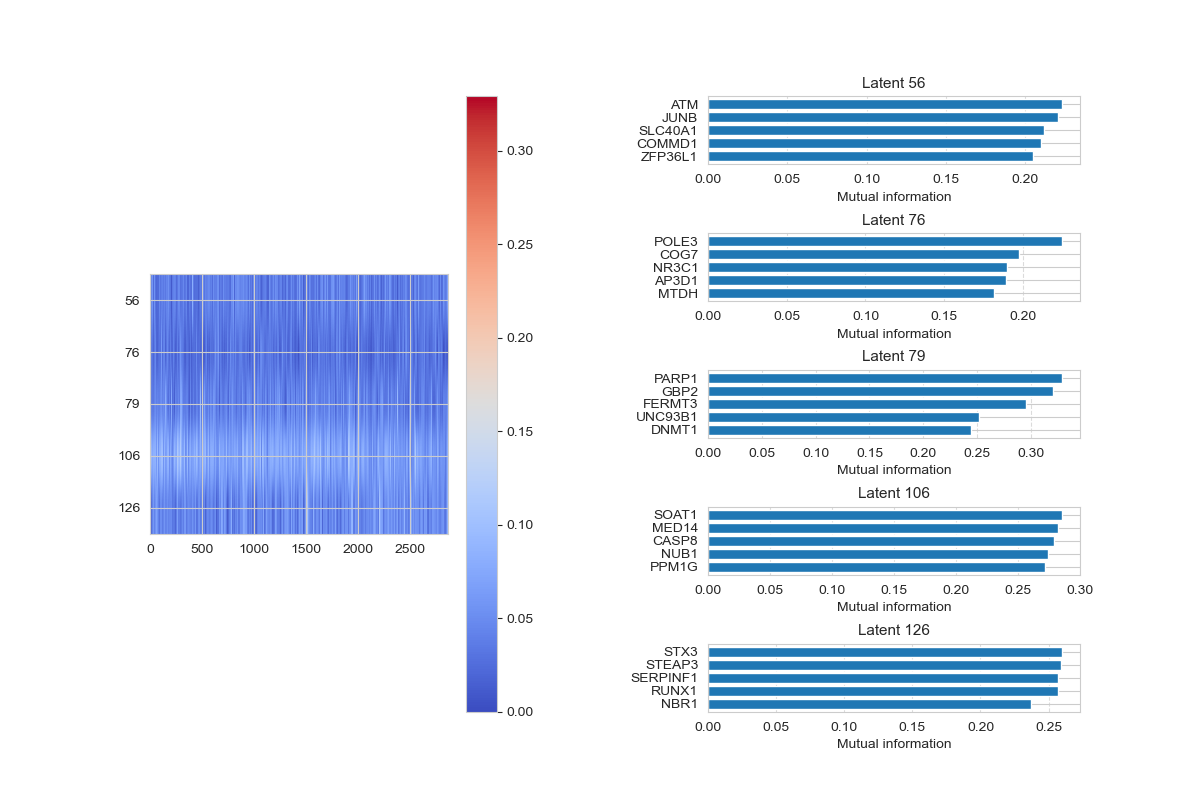 56
76
79
106
126
0 500 1000 1500 2000 2500
0.30
0.25
0.20
0.15
0.10
0.05
0.00
Latent 56
ATM
JUNB
SLC40A1
COMMD1
ZFP36L1
0.00 0.05 0.10 0.15 0.20
Mutual information
Latent 76
POLE3
COG7
NR3C1
AP3D1
MTDH
0.00 0.05 0.10 0.15 0.20
Mutual information
Latent 79
PARP1
GBP2
FERMT3
UNC93B1
DNMT1
0.00 0.05 0.10 0.15 0.20 0.25 0.30
Mutual information
Latent 106
SOAT1
MED14
CASP8
NUB1
PPM1G
0.00 0.05 0.10 0.15 0.20 0.25 0.30
Mutual information
Latent 126
STX3
STEAP3
SERPINF1
RUNX1
NBR1
0.00 0.05 0.10 0.15 0.20 0.25
Mutual information